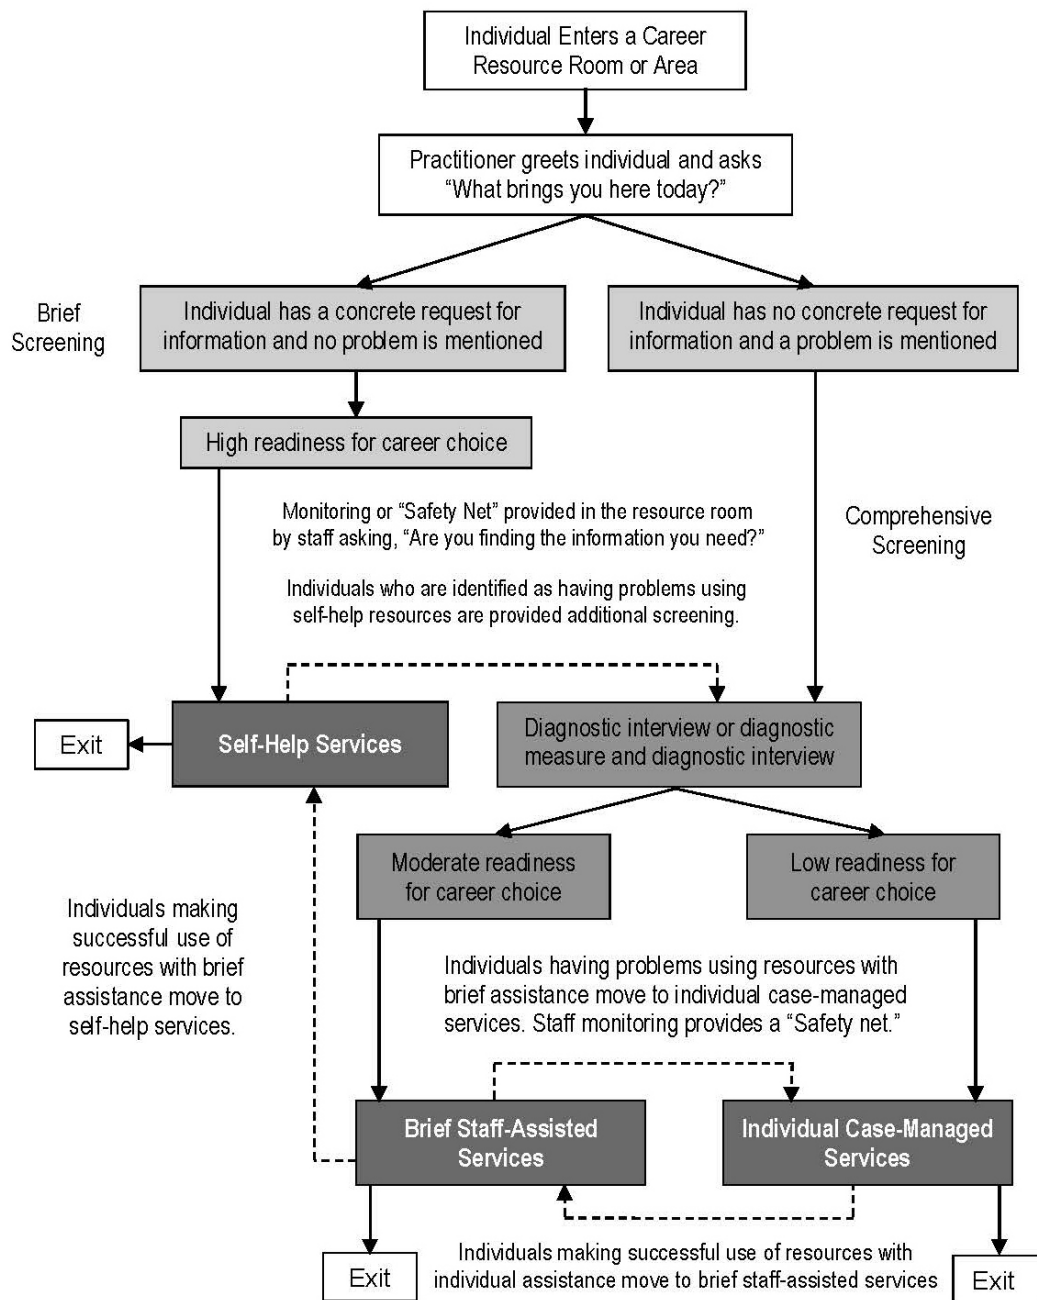 Individual Enters a Career
Resource Room or Area
Practitioner greets individual and asks
“What brings you here today?”
Brief
Screening
Individual has a concrete request for
information and no problem is mentioned
Individual has no concrete request for
information and a problem is mentioned
High readiness for career choice
Monitoring or “Safety Net” provided in the resource room
by staff asking, “Are you finding the information you need?”
Individuals who are identified as having problems using
self-help resources are provided additional screening.
Comprehensive
Screening
Exit
Self-Help Services
Diagnostic interview or diagnostic
measure and diagnostic interview
Moderate readiness
for career choice
Low readiness for
career choice
Individuals making
successful use of
resources with brief
assistance move to
self-help services.
Individuals having problems using resources with
brief assistance move to individual case-managed
services. Staff monitoring provides a “Safety net.”
Brief Staff-Assisted
Services
Individual Case-Managed
Services
Exit
Individuals making successful use of resources with
individual assistance move to brief staff-assisted services
Exit